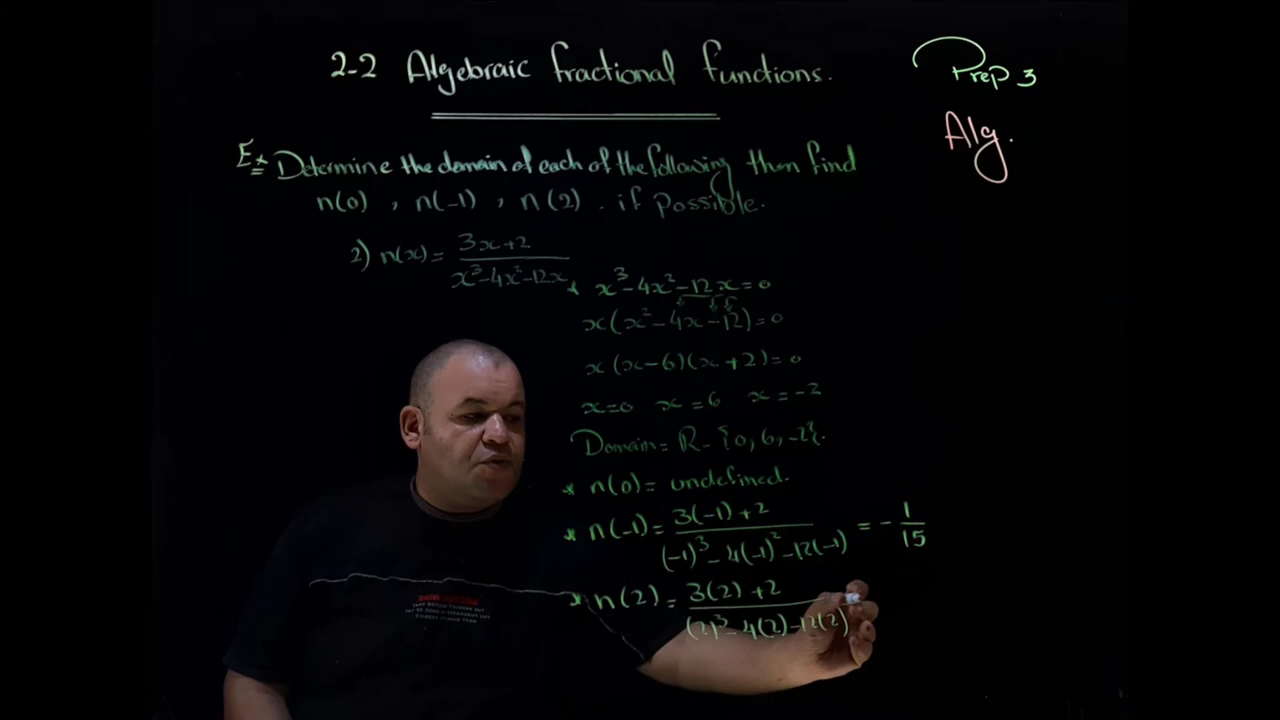 2-2 Algebraic fractional functions.
Prep 3
Alg.
Ex Determine the domain of each of the following then find
n(0) , n(-1) , n(2) . if possible.
2) n(x) = (3x+2)/(x³-4x²-12x)
* x³-4x²-12x=0
x(x²-4x-12)=0
x(x-6)(x+2)=0
x=0 x=6 x=-2
Domain = R-{0,6,-2}.
* n(0) = undefined.
* n(-1) = (3(-1)+2)/((-1)³-4(-1)²-12(-1)) = -1/15
* n(2) = (3(2)+2)/((2)³-4(2)-12(2))